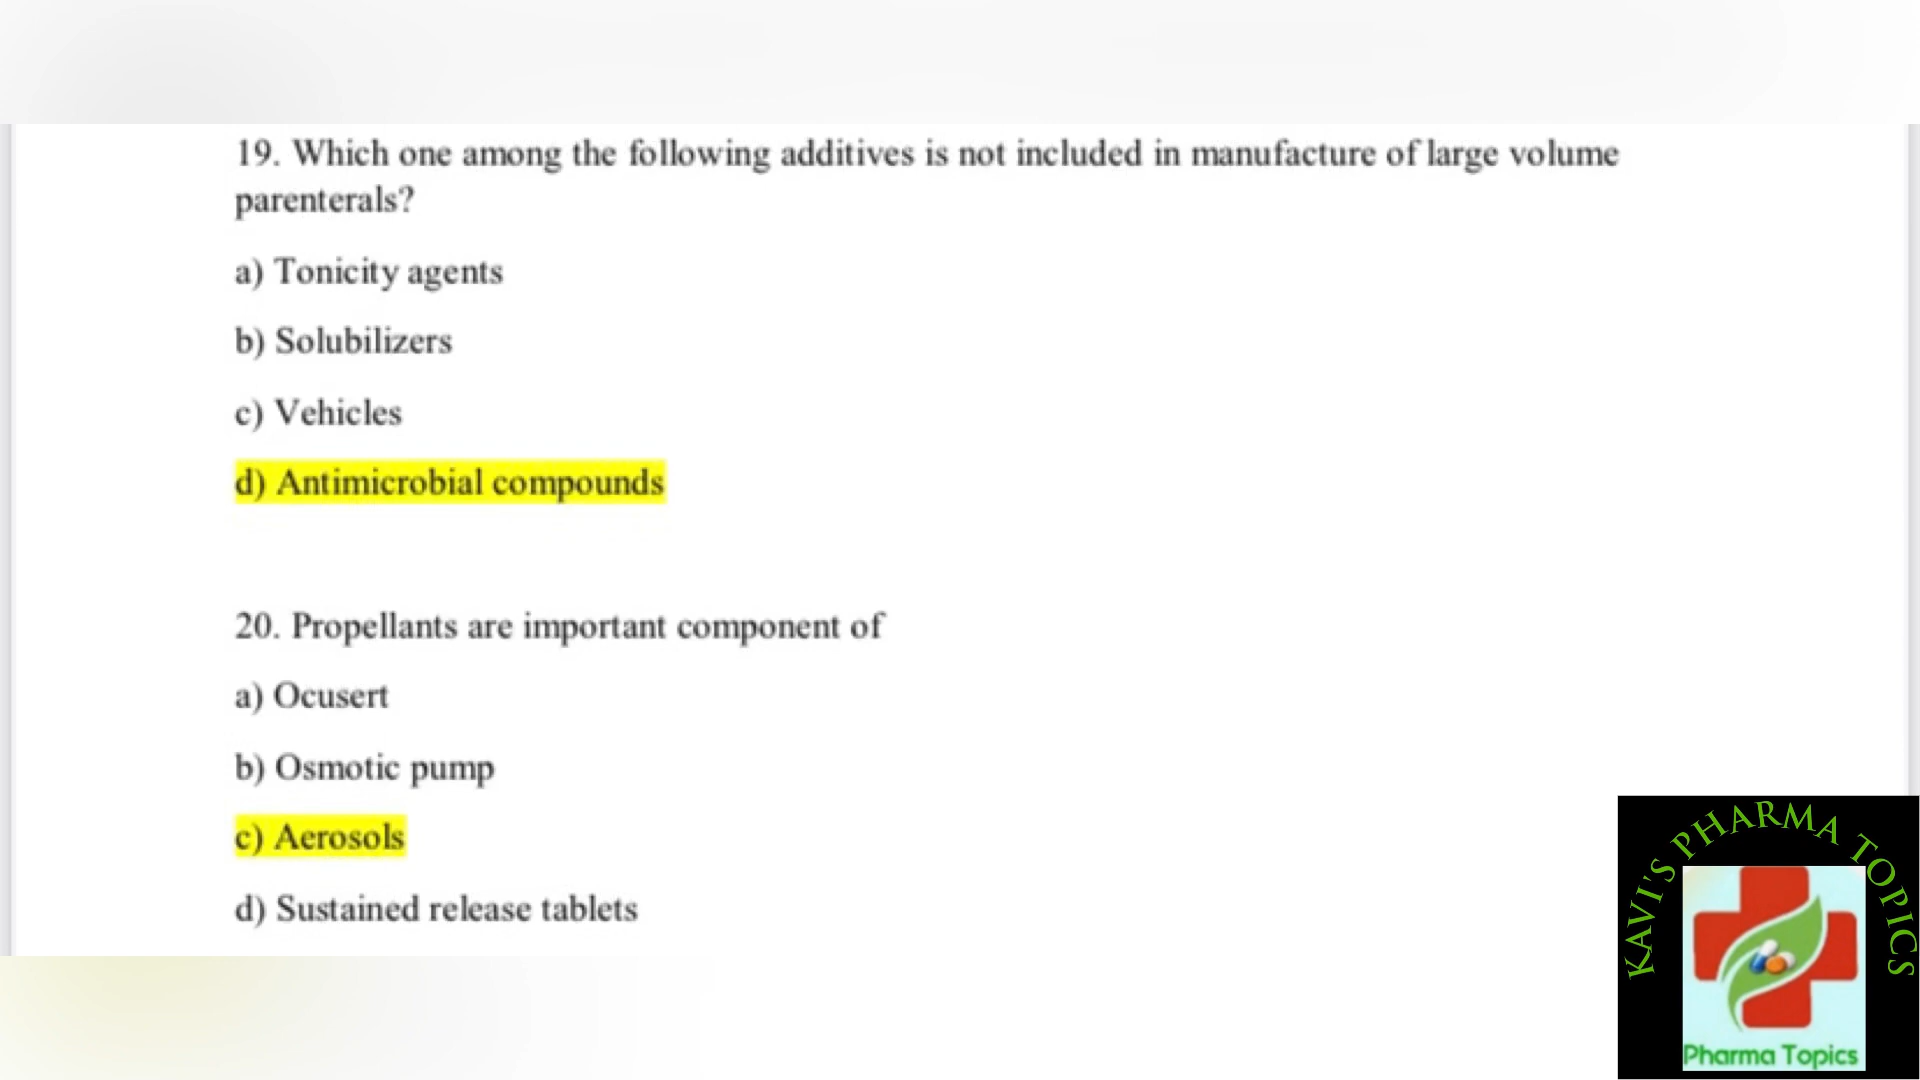 19. Which one among the following additives is not included in manufacture of large volume
parenterals?
a) Tonicity agents
b) Solubilizers
c) Vehicles
d) Antimicrobial compounds
20. Propellants are important component of
a) Ocusert
b) Osmotic pump
c) Aerosols
d) Sustained release tablets
KAVI'S PHARMA TOPICS
Pharma Topics